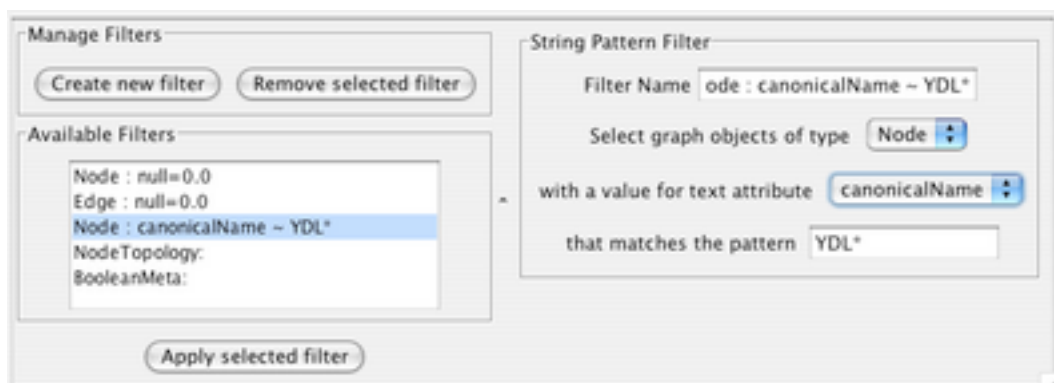 Manage Filters
Create new filter
Remove selected filter
Available Filters
Node : null=0.0
Edge : null=0.0
Node : canonicalName ~ YDL*
NodeTopology:
BooleanMeta:
Apply selected filter
String Pattern Filter
Filter Name ode : canonicalName ~ YDL*
Select graph objects of type Node
with a value for text attribute canonicalName
that matches the pattern YDL*